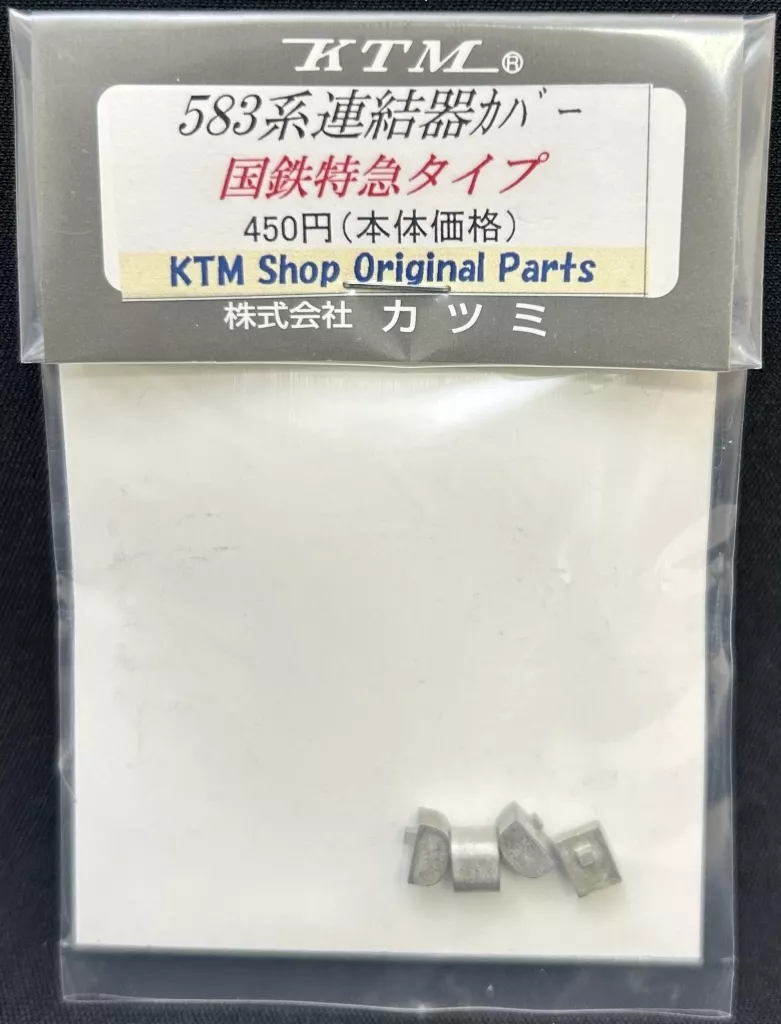 KTM®
583系連結器カバー
国鉄特急タイプ
450円(本体価格)
KTM Shop Original Parts
株式会社 カツミ